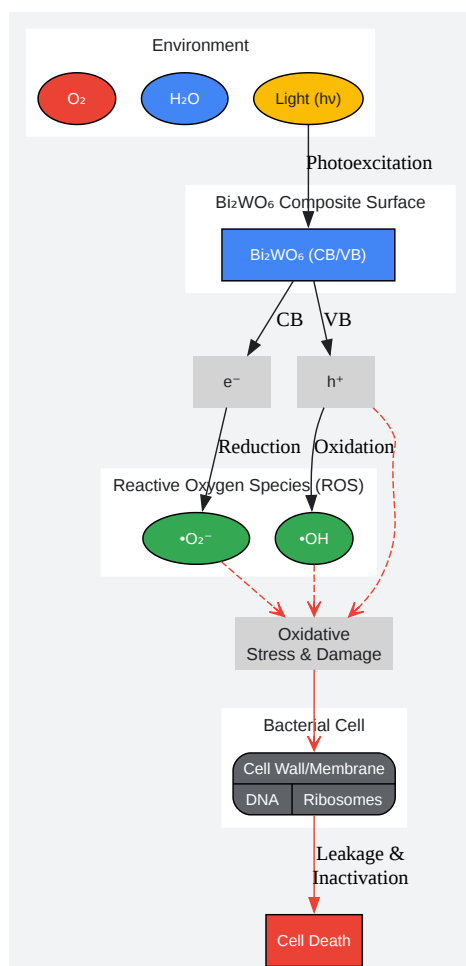 Environment
O₂
H₂O
Light (hν)
Photoexcitation
Bi₂WO₆ Composite Surface
Bi₂WO₆ (CB/VB)
CB
VB
e⁻
h⁺
Reduction
Oxidation
Reactive Oxygen Species (ROS)
•O₂⁻
•OH
Oxidative
Stress & Damage
Bacterial Cell
Cell Wall/Membrane
DNA
Ribosomes
Leakage &
Inactivation
Cell Death